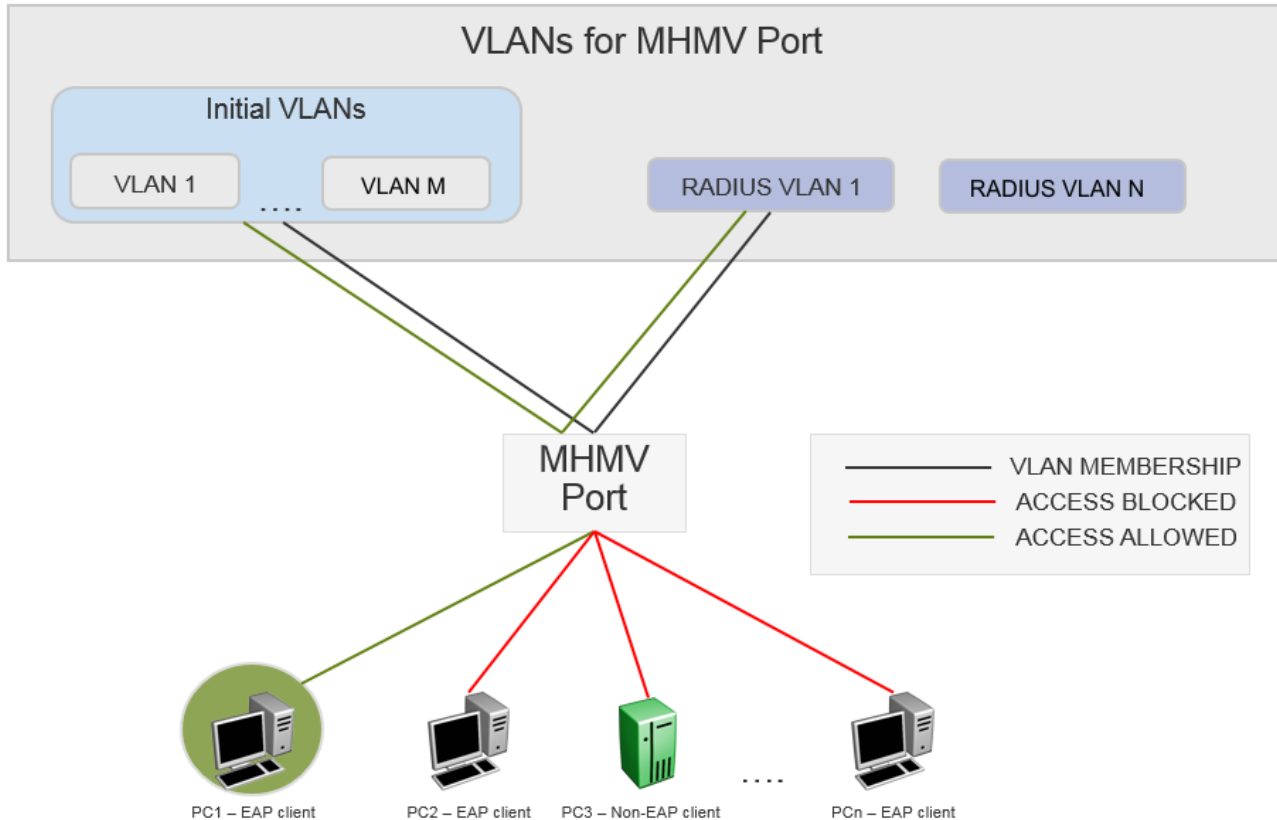 VLANs for MHMV Port
Initial VLANs
VLAN 1
....
VLAN M
RADIUS VLAN 1
RADIUS VLAN N
MHMV
Port
VLAN MEMBERSHIP
ACCESS BLOCKED
ACCESS ALLOWED
....
PC1 – EAP client
PC2 – EAP client
PC3 – Non-EAP client
PCn – EAP client